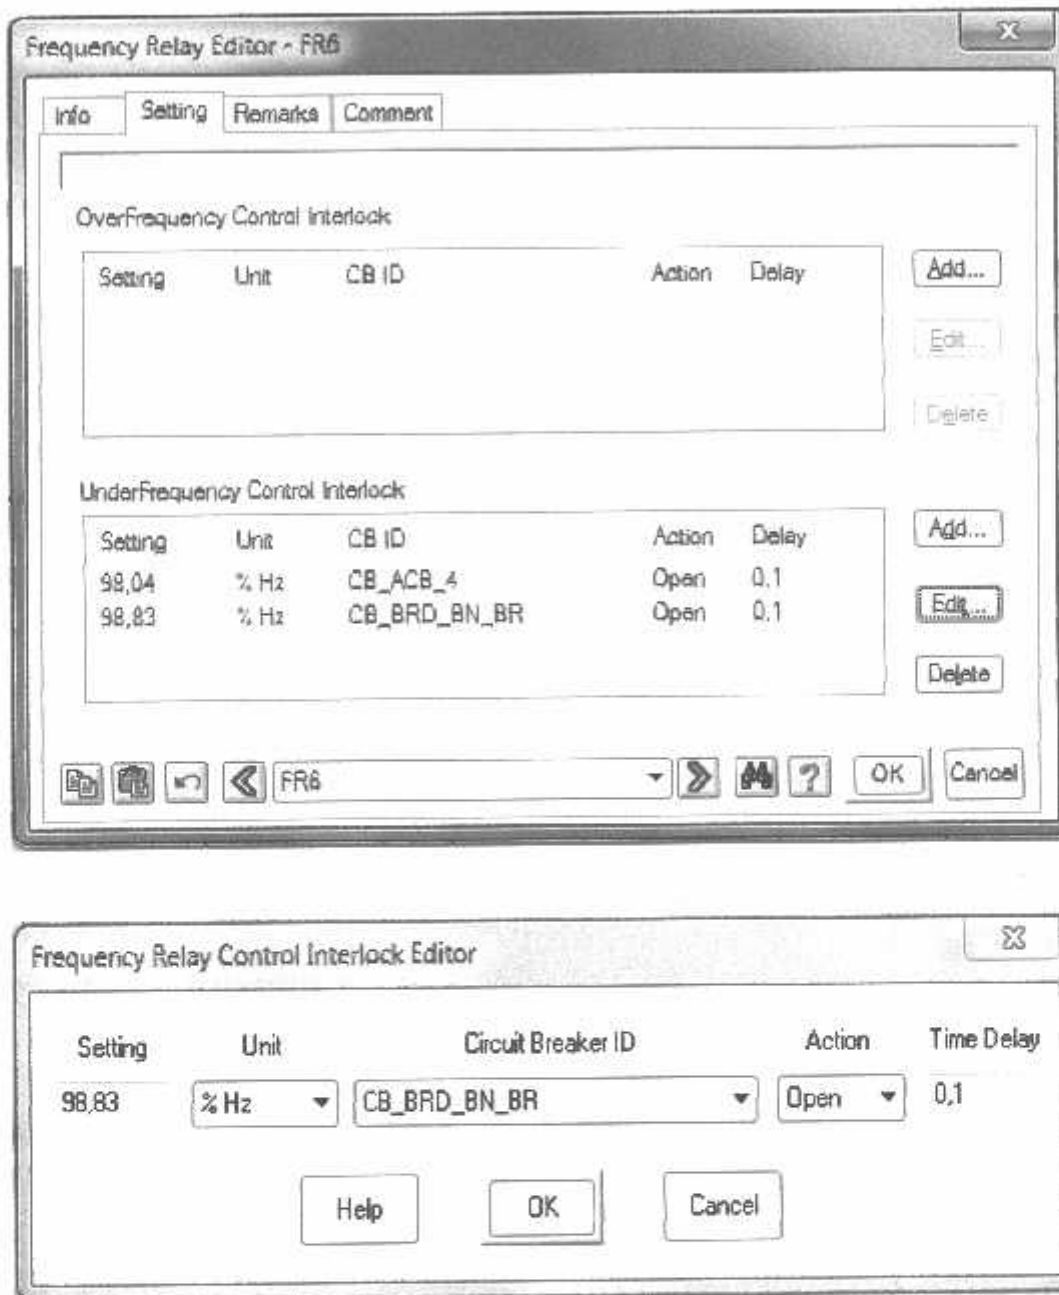 Frequency Relay Editor - FR6
Info Setting Remarks Comment
OverFrequency Control Interlock
Setting Unit CB ID Action Delay
Add...
Edit...
Delete
UnderFrequency Control Interlock
Setting Unit CB ID Action Delay
98,04 % Hz CB_ACB_4 Open 0.1
98,83 % Hz CB_BRD_BN_BR Open 0.1
Add...
Edit...
Delete
FR6 ? OK Cancel
Frequency Relay Control Interlock Editor
Setting Unit Circuit Breaker ID Action Time Delay
98,83 % Hz CB_BRD_BN_BR Open 0,1
Help OK Cancel